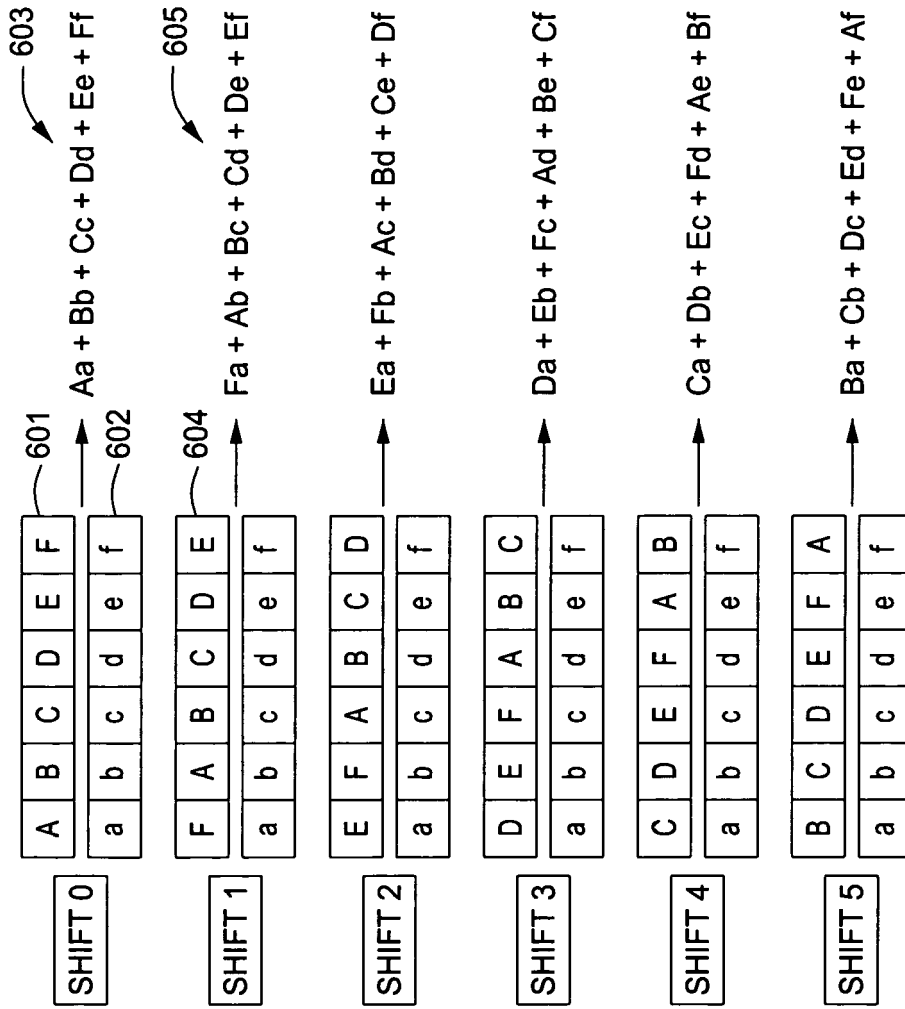 SHIFT 0
A B C D E F
601
a b c d e f
602
Aa + Bb + Cc + Dd + Ee + Ff
603
SHIFT 1
F A B C D E
604
a b c d e f
Fa + Ab + Bc + Cd + De + Ef
605
SHIFT 2
E F A B C D
a b c d e f
Ea + Fb + Ac + Bd + Ce + Df
SHIFT 3
D E F A B C
a b c d e f
Da + Eb + Fc + Ad + Be + Cf
SHIFT 4
C D E F A B
a b c d e f
Ca + Db + Ec + Fd + Ae + Bf
SHIFT 5
B C D E F A
a b c d e f
Ba + Cb + Dc + Ed + Fe + Af